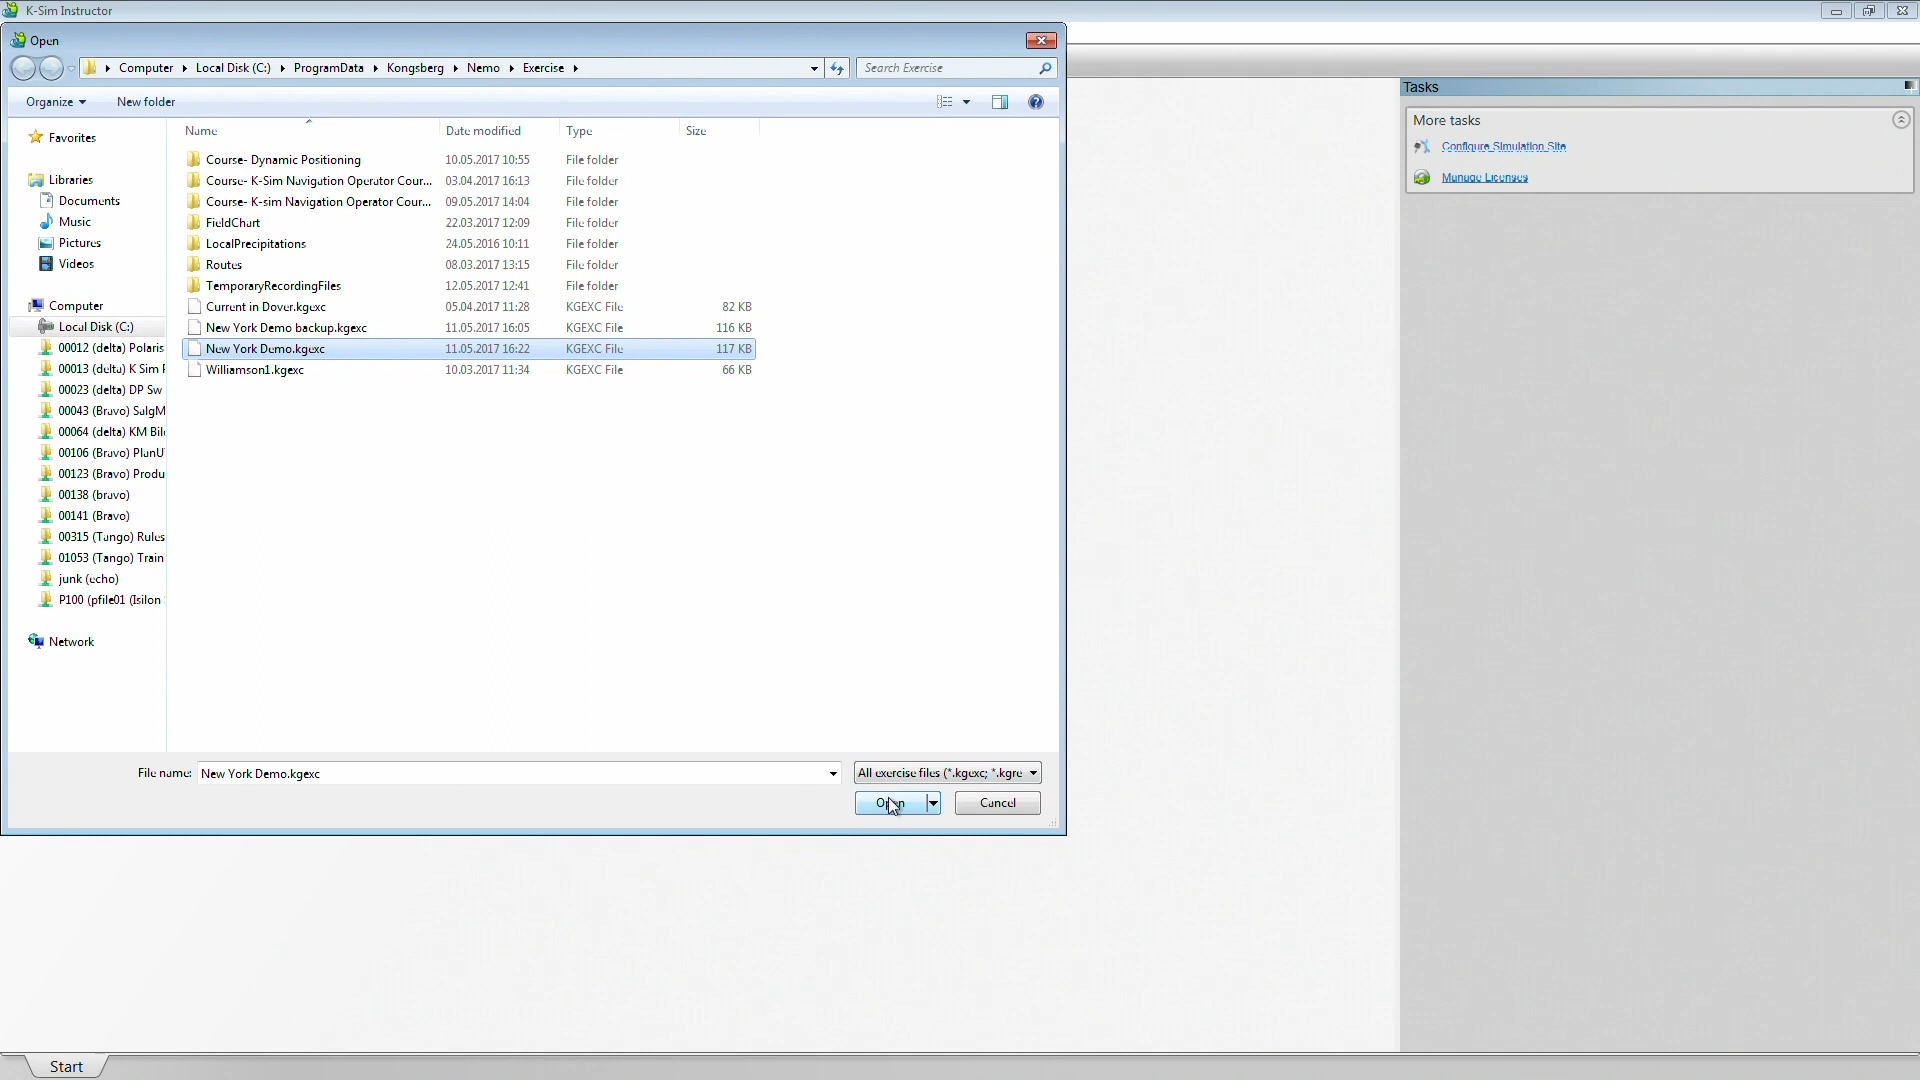 K-Sim Instructor
Open
Computer Local Disk (C:) ProgramData Kongsberg Nemo Exercise
Search Exercise
Organize New folder
Name Date modified Type Size
Favorites
Libraries
Documents
Music
Pictures
Videos
Computer
Local Disk (C:)
00012 (delta) Polaris
00013 (delta) K Sim
00023 (delta) DP Sw
00043 (Bravo) SalgM
00064 (delta) KM Bil
00106 (Bravo) PlanU
00123 (Bravo) Produ
00138 (bravo)
00141 (Bravo)
00315 (Tango) Rules
01053 (Tango) Train
junk (echo)
P100 (pfile01 (Isilon
Network
Course- Dynamic Positioning 10.05.2017 10:55 File folder
Course- K-Sim Navigation Operator Cour... 03.04.2017 16:13 File folder
Course- K-sim Navigation Operator Cour... 09.05.2017 14:04 File folder
FieldChart 22.03.2017 12:09 File folder
LocalPrecipitations 24.05.2016 10:11 File folder
Routes 08.03.2017 13:15 File folder
TemporaryRecordingFiles 12.05.2017 12:41 File folder
Current in Dover.kgexc 05.04.2017 11:28 KGEXC File 82 KB
New York Demo backup.kgexc 11.05.2017 16:05 KGEXC File 116 KB
New York Demo.kgexc 11.05.2017 16:22 KGEXC File 117 KB
Williamson1.kgexc 10.03.2017 11:34 KGEXC File 66 KB
File name: New York Demo.kgexc All exercise files (*.kgexc; *.kgre
Open Cancel
Tasks
More tasks
Configure Simulation Site
Manage Licenses
Start